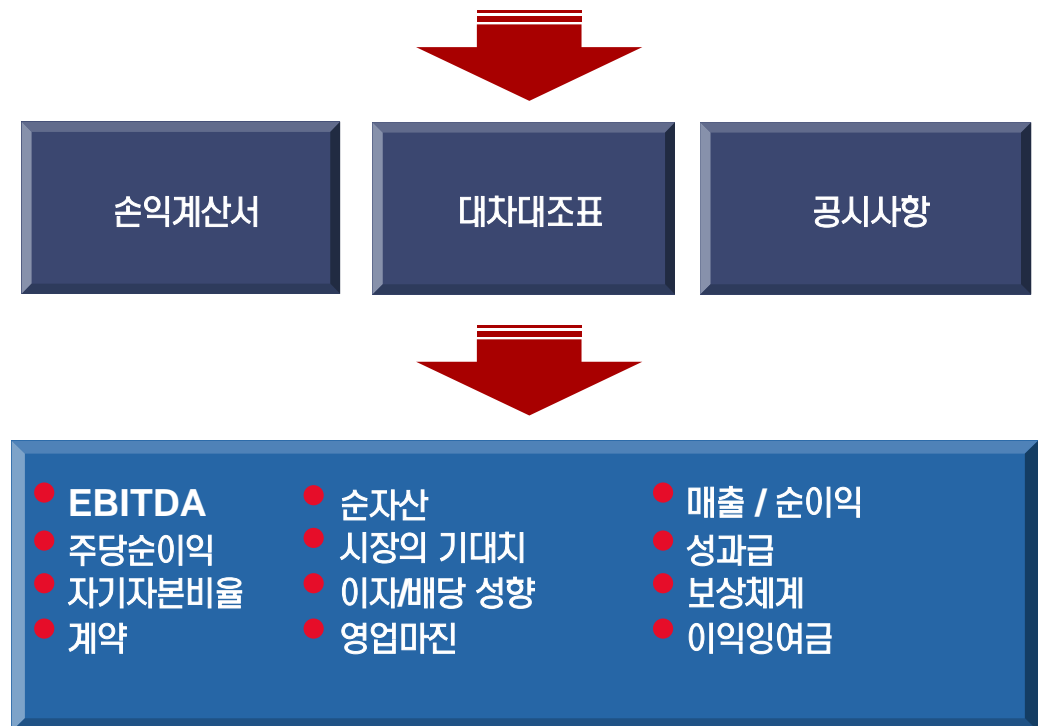 손익계산서
대차대조표
공시사항
EBITDA
주당순이익
자기자본비율
계약
순자산
시장의 기대치
이자/배당 성향
영업마진
매출 / 순이익
성과급
보상체계
이익잉여금